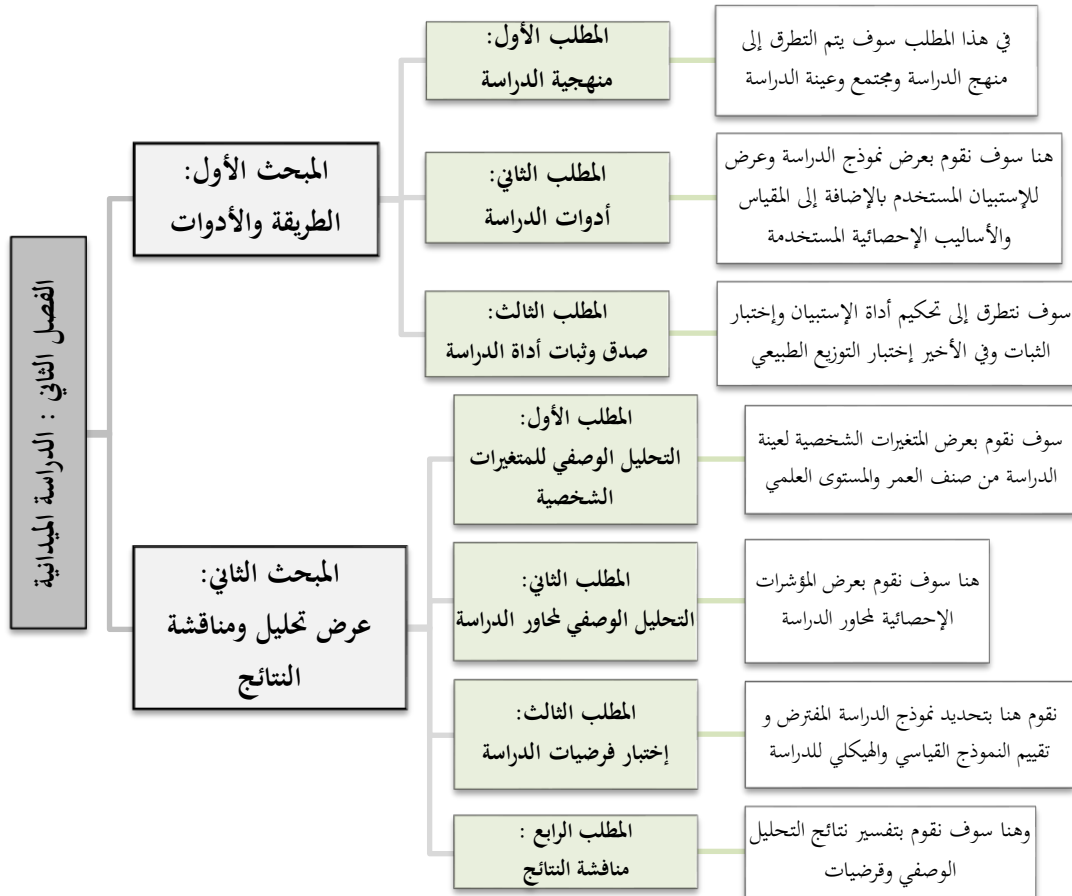 الفصل الثاني : الدراسة الميدانية
المبحث الأول:
الطريقة والأدوات
المطلب الأول:
منهجية الدراسة
في هذا المطلب سوف يتم التطرق إلى
منهج الدراسة ومجتمع وعينة الدراسة
المطلب الثاني:
أدوات الدراسة
هنا سوف نقوم بعرض نموذج الدراسة وعرض
للإستبيان المستخدم بالإضافة إلى المقياس
والأساليب الإحصائية المستخدمة
المطلب الثالث:
صدق وثبات أداة الدراسة
سوف نتطرق إلى تحكيم أداة الإستبيان وإختبار
الثبات وفي الأخير إختبار التوزيع الطبيعي
المبحث الثاني:
عرض تحليل ومناقشة
النتائج
المطلب الأول:
التحليل الوصفي للمتغيرات
الشخصية
سوف نقوم بعرض المتغيرات الشخصية لعينة
الدراسة من صنف العمر والمستوى العلمي
المطلب الثاني:
التحليل الوصفي لمحاور الدراسة
هنا سوف نقوم بعرض المؤشرات
الإحصائية لمحاور الدراسة
المطلب الثالث:
إختبار فرضيات الدراسة
نقوم هنا بتحديد نموذج الدراسة المفترض و
تقييم النموذج القياسي والهيكلي للدراسة
المطلب الرابع :
منافشة النتائج
وهنا سوف نقوم بتفسير نتائج التحليل
الوصفي وقرضيات